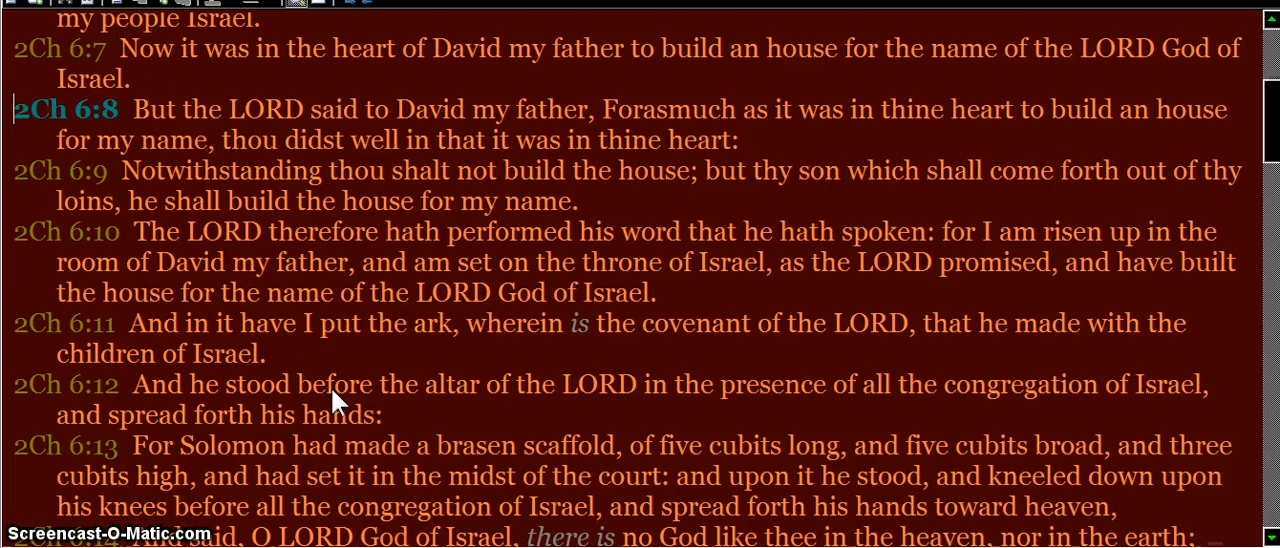 my people Israel.
2Ch 6:7 Now it was in the heart of David my father to build an house for the name of the LORD God of
Israel.
2Ch 6:8 But the LORD said to David my father, Forasmuch as it was in thine heart to build an house
for my name, thou didst well in that it was in thine heart:
2Ch 6:9 Notwithstanding thou shalt not build the house; but thy son which shall come forth out of thy
loins, he shall build the house for my name.
2Ch 6:10 The LORD therefore hath performed his word that he hath spoken: for I am risen up in the
room of David my father, and am set on the throne of Israel, as the LORD promised, and have built
the house for the name of the LORD God of Israel.
2Ch 6:11 And in it have I put the ark, wherein is the covenant of the LORD, that he made with the
children of Israel.
2Ch 6:12 And he stood before the altar of the LORD in the presence of all the congregation of Israel,
and spread forth his hands:
2Ch 6:13 For Solomon had made a brasen scaffold, of five cubits long, and five cubits broad, and three
cubits high, and had set it in the midst of the court: and upon it he stood, and kneeled down upon
his knees before all the congregation of Israel, and spread forth his hands toward heaven,
2Ch 6:14 And said, O LORD God of Israel, there is no God like thee in the heaven, nor in the earth;
Screencast-O-Matic.com